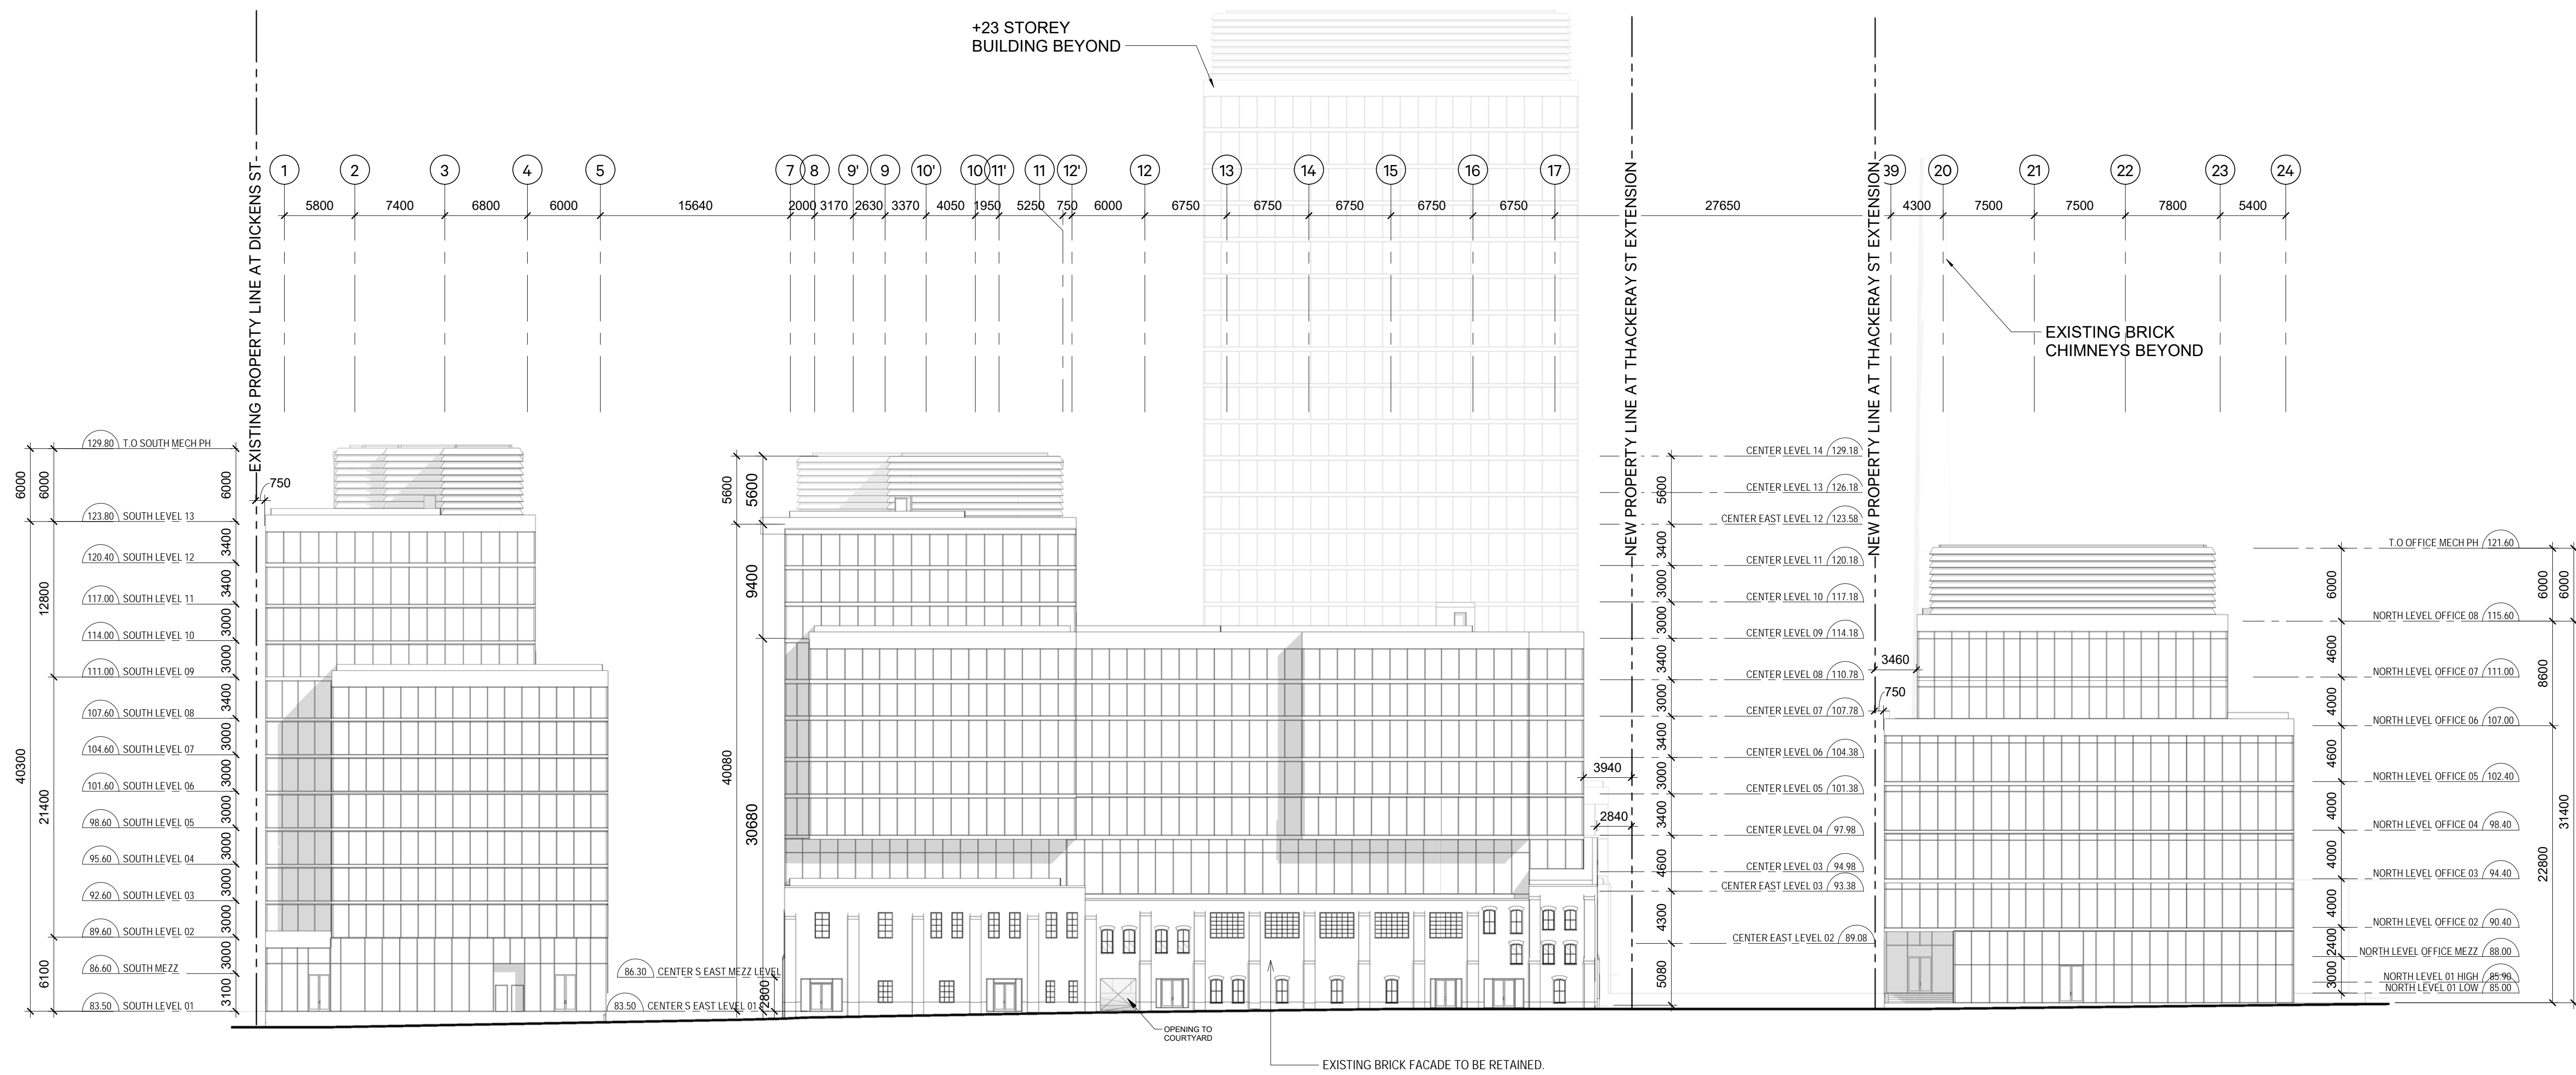 +23 STOREY
BUILDING BEYOND
EXISTING PROPERTY LINE AT DICKENS ST
NEW PROPERTY LINE AT THACKERAY ST EXTENSION
NEW PROPERTY LINE AT THACKERAY ST EXTENSION
1 2 3 4 5 7 8 9' 9 10' 10 11' 11 12' 12 13 14 15 16 17 39 20 21 22 23 24
5800 7400 6800 6000 15640 2000 3170 2630 3370 4050 1950 5250 750 6000 6750 6750 6750 6750 6750 27650 4300 7500 7500 7800 5400
EXISTING BRICK
CHIMNEYS BEYOND
129.80 T.O SOUTH MECH PH
123.80 SOUTH LEVEL 13
120.40 SOUTH LEVEL 12
117.00 SOUTH LEVEL 11
114.00 SOUTH LEVEL 10
111.00 SOUTH LEVEL 09
107.60 SOUTH LEVEL 08
104.60 SOUTH LEVEL 07
101.60 SOUTH LEVEL 06
98.60 SOUTH LEVEL 05
95.60 SOUTH LEVEL 04
92.60 SOUTH LEVEL 03
89.60 SOUTH LEVEL 02
86.60 SOUTH MEZZ
83.50 SOUTH LEVEL 01
6000
40300
6000
12800
21400
6100
6000
3400
3400
3000
3000
3400
3000
3000
3000
3000
3000
3000
3000
3100
750
86.30 CENTER S EAST MEZZ LEVEL
83.50 CENTER S EAST LEVEL 01
2800
5600
40080
5600
9400
30680
OPENING TO
COURTYARD
EXISTING BRICK FACADE TO BE RETAINED.
3940
2840
5600
3400
3000
3000
3400
3000
3400
3000
3400
4600
4300
5080
CENTER LEVEL 14 129.18
CENTER LEVEL 13 126.18
CENTER EAST LEVEL 12 123.58
CENTER LEVEL 11 120.18
CENTER LEVEL 10 117.18
CENTER LEVEL 09 114.18
CENTER LEVEL 08 110.78
CENTER LEVEL 07 107.78
CENTER LEVEL 06 104.38
CENTER LEVEL 05 101.38
CENTER LEVEL 04 97.98
CENTER LEVEL 03 94.98
CENTER EAST LEVEL 03 93.38
CENTER EAST LEVEL 02 89.08
3460
750
6000
4600
4000
4600
4000
4000
4000
2400
3000
T.O OFFICE MECH PH 121.60
NORTH LEVEL OFFICE 08 115.60
NORTH LEVEL OFFICE 07 111.00
NORTH LEVEL OFFICE 06 107.00
NORTH LEVEL OFFICE 05 102.40
NORTH LEVEL OFFICE 04 98.40
NORTH LEVEL OFFICE 03 94.40
NORTH LEVEL OFFICE 02 90.40
NORTH LEVEL OFFICE MEZZ 88.00
NORTH LEVEL 01 HIGH 85.90
NORTH LEVEL 01 LOW 85.00
6000
8600
22800
6000
31400